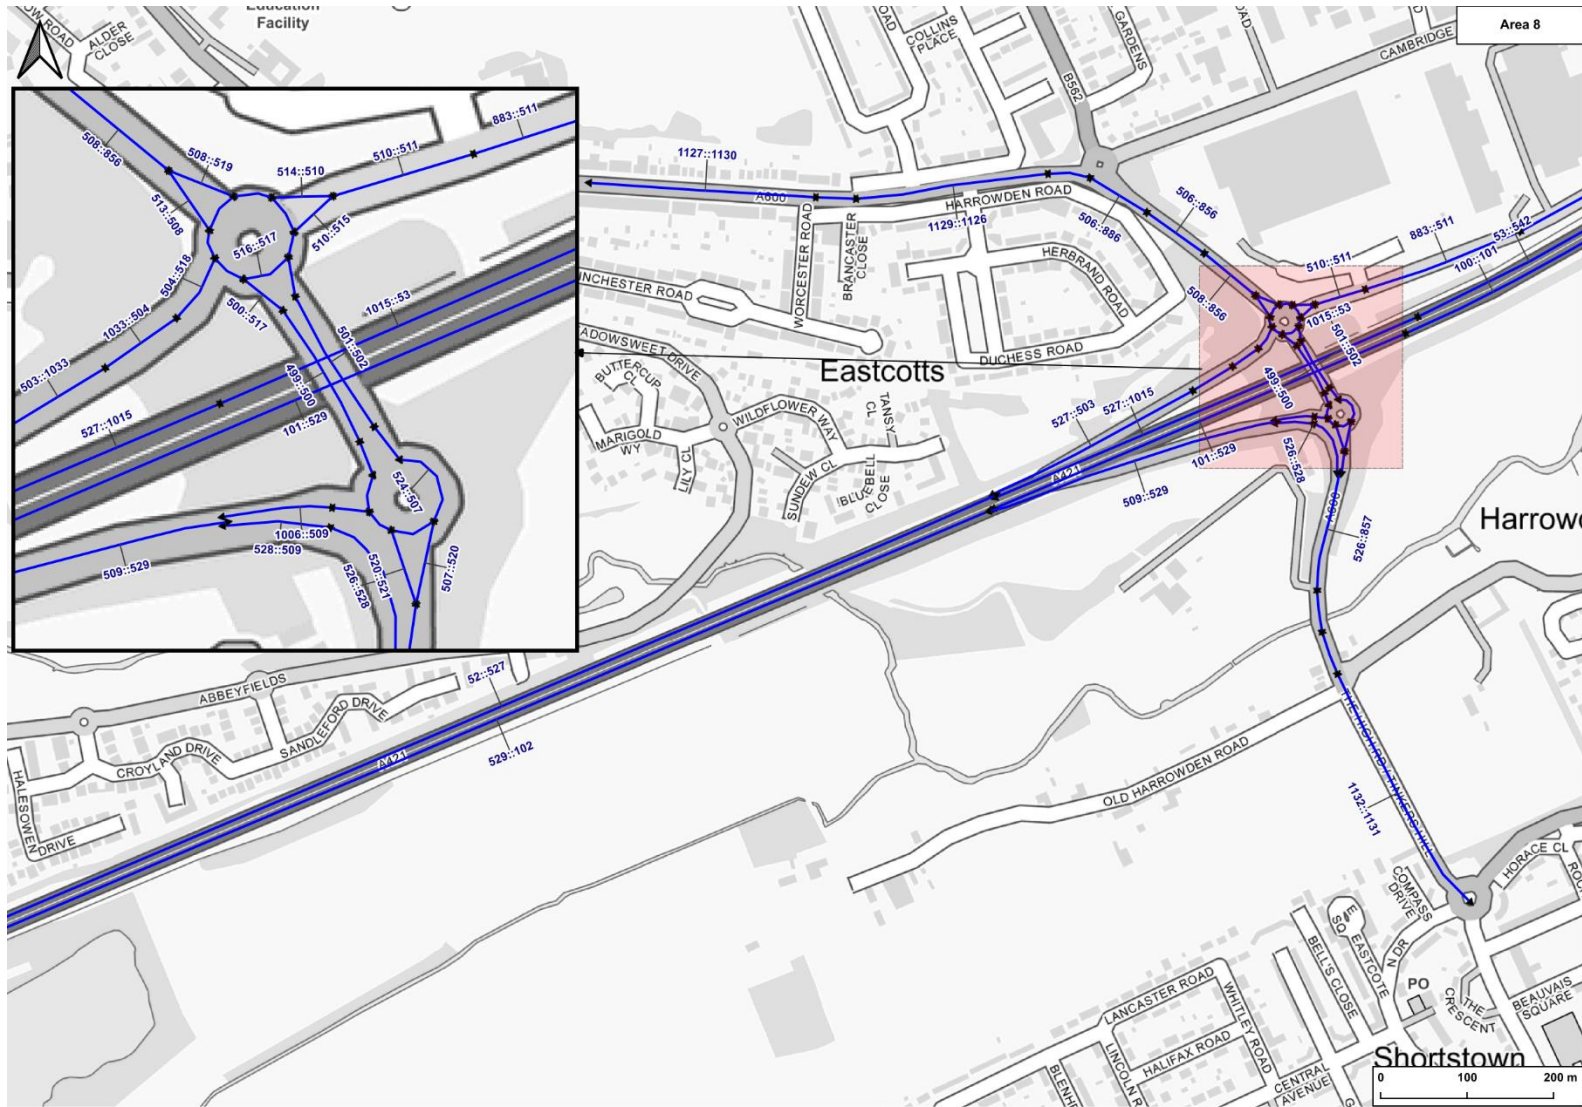 Education
Facility
Area 8
ALDER
CLOSE
COLLINS
PLACE
GARDENS
B562
CAMBRIDGE
508::856
508::519
514::510
510::511
883::511
513::508
516::517
510::515
504::518
500::517
1033::504
1015::53
501::502
503::1033
499::500
527::1015
101::529
524::507
1006::509
528::509
509::529
526::528
520::521
507::520
1127::1130
A600
1129::1126
HARROWDEN ROAD
506::886
506::856
WORCESTER ROAD
BRANCASTER
CLOSE
HERBRAND ROAD
DUCHESS ROAD
508::856
510::511
883::511
53::542
100::101
1015::53
501::502
499::500
527::503
527::1015
101::529
526::528
509::529
A421
A600
526::857
Eastcotts
BUTTERCUP
CL
MARIGOLD
WY
LILY CL
WILDFLOWER WAY
SUNDEW CL
TANSY
CL
BLUEBELL
CLOSE
ABBEYFIELDS
CROYLAND DRIVE
SANDLEFORD DRIVE
HALESOWEN
DRIVE
52::527
529::102
A421
OLD HARROWDEN ROAD
THE HIGHRD / TINKERS HILL
1132::1131
HORACE CL
COMPASS
DRIVE
N DR
EASTCOTE
SQ
BELL'S CLOSE
PO
THE
CRESCENT
BEAUVAIS
SQUARE
LANCASTER ROAD
WHITLEY ROAD
HALIFAX ROAD
CENTRAL
AVENUE
Shortstown
0 100 200 m